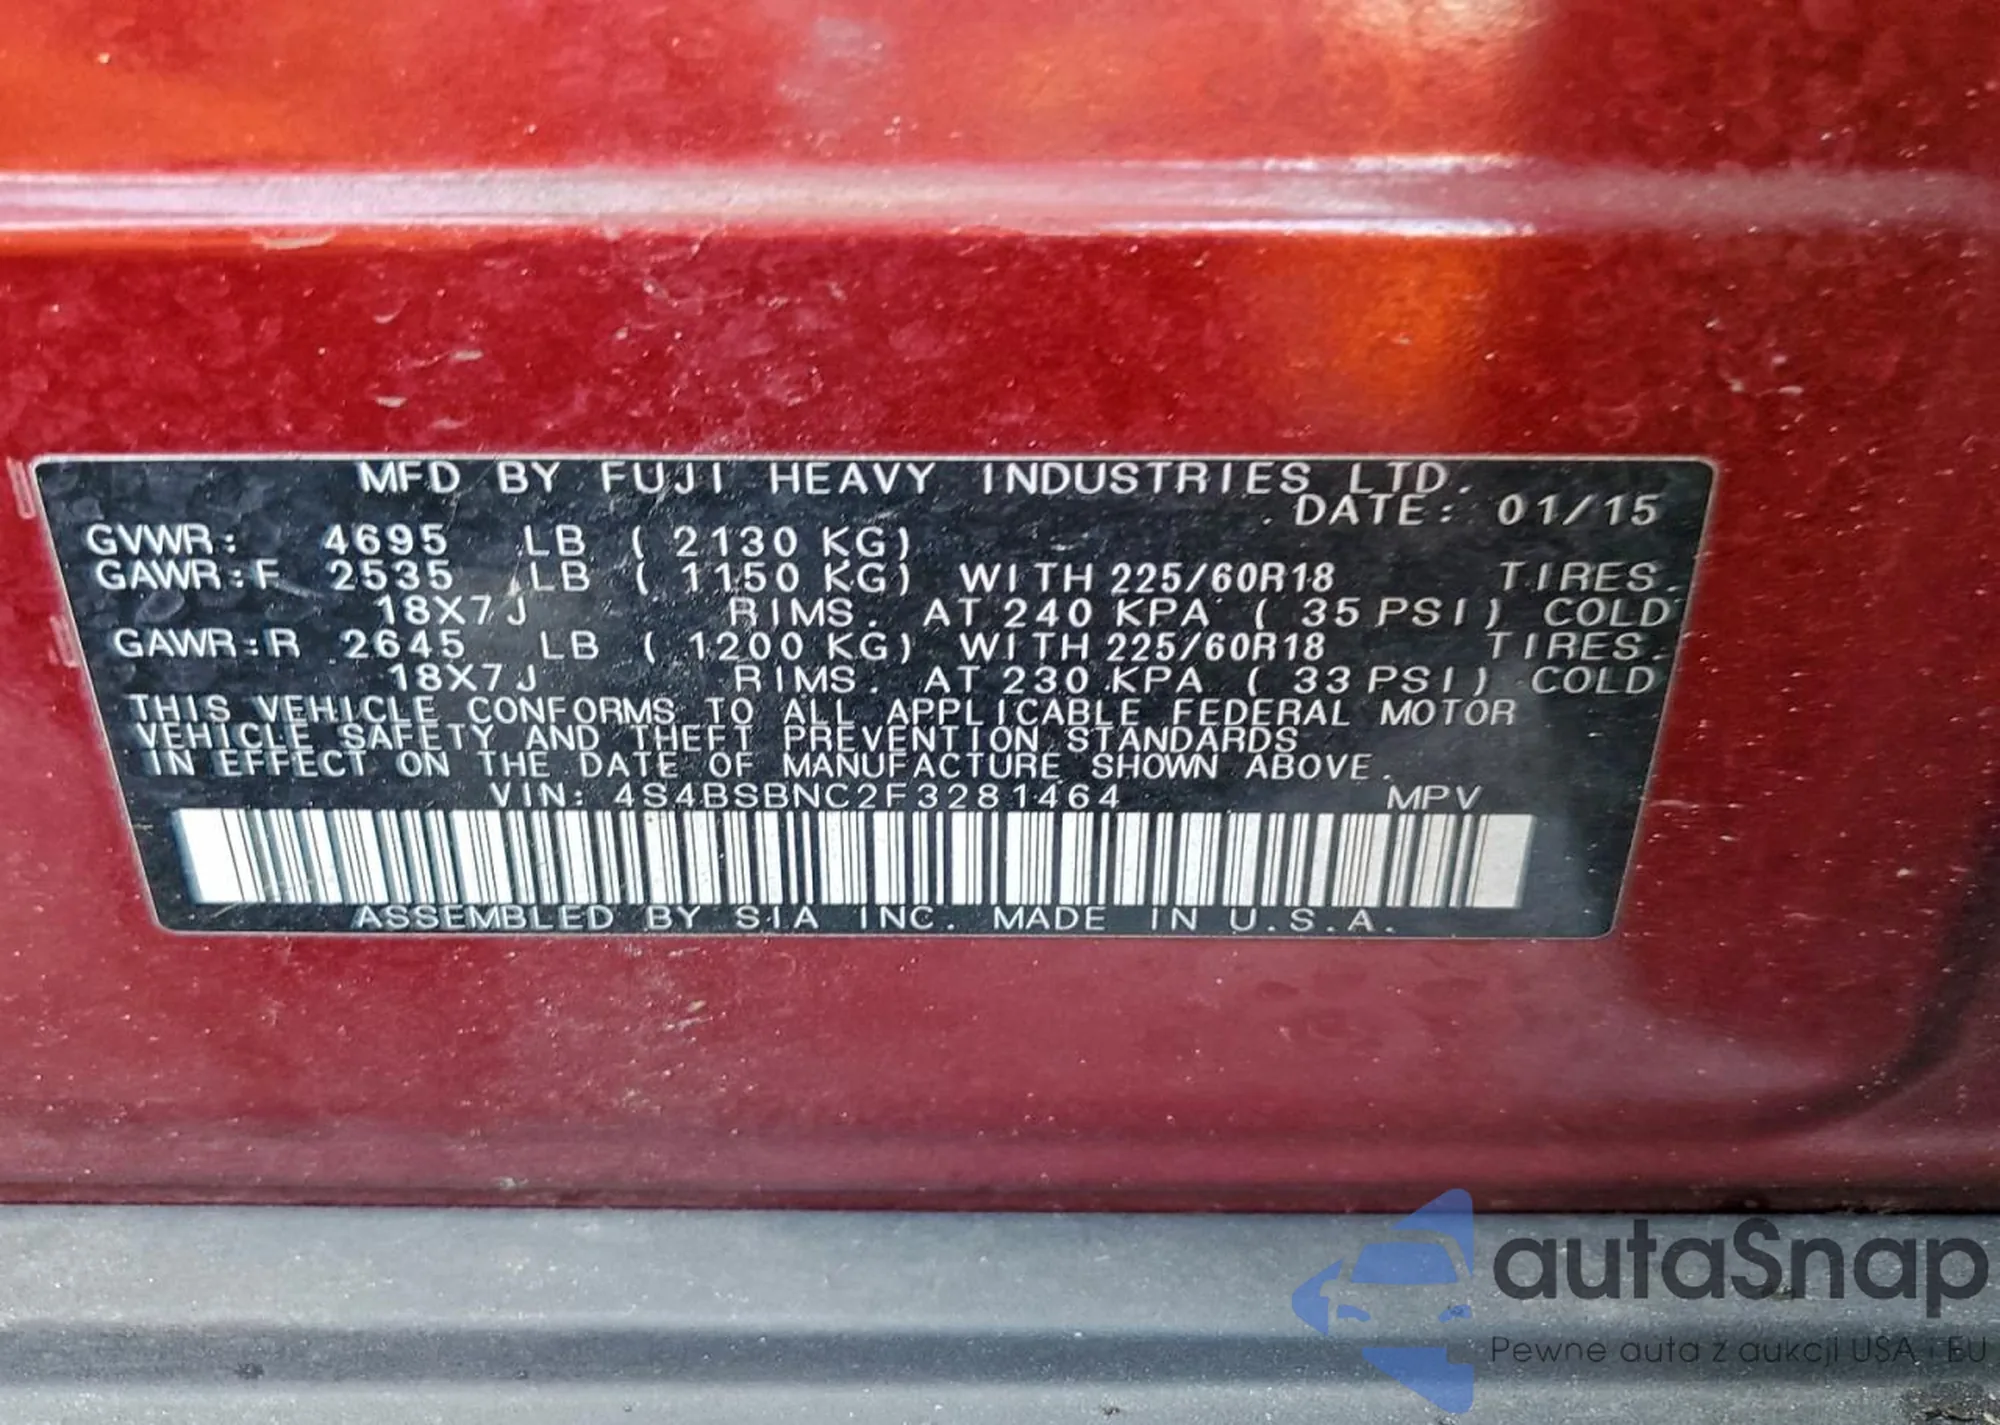 MFD BY FUJI HEAVY INDUSTRIES LTD.
DATE: 01/15
GVWR: 4695 LB ( 2130 KG)
GAWR:F 2535 LB ( 1150 KG) WITH 225/60R18 TIRES.
18X7J RIMS. AT 240 KPA ( 35 PSI) COLD
GAWR:R 2645 LB ( 1200 KG) WITH 225/60R18 TIRES.
18X7J RIMS. AT 230 KPA ( 33 PSI) COLD
THIS VEHICLE CONFORMS TO ALL APPLICABLE FEDERAL MOTOR
VEHICLE SAFETY AND THEFT PREVENTION STANDARDS
IN EFFECT ON THE DATE OF MANUFACTURE SHOWN ABOVE.
VIN: 4S4BSBNC2F3281464 MPV
ASSEMBLED BY SIA INC. MADE IN U.S.A.
autaSnap
Pewne auta z aukcji USA i EU